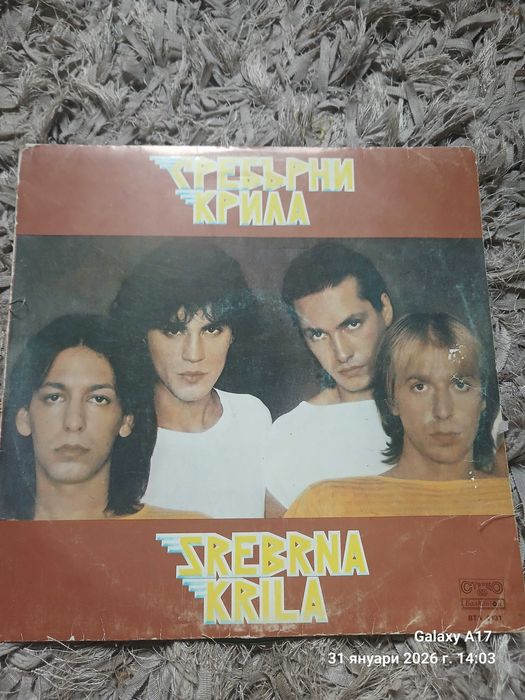 СРЕБЪРНИ
КРИЛА
SREBRNA
KRILA
СТЕРЕО
Балкантон
Galaxy A17
31 януари 2026 г. 14:03